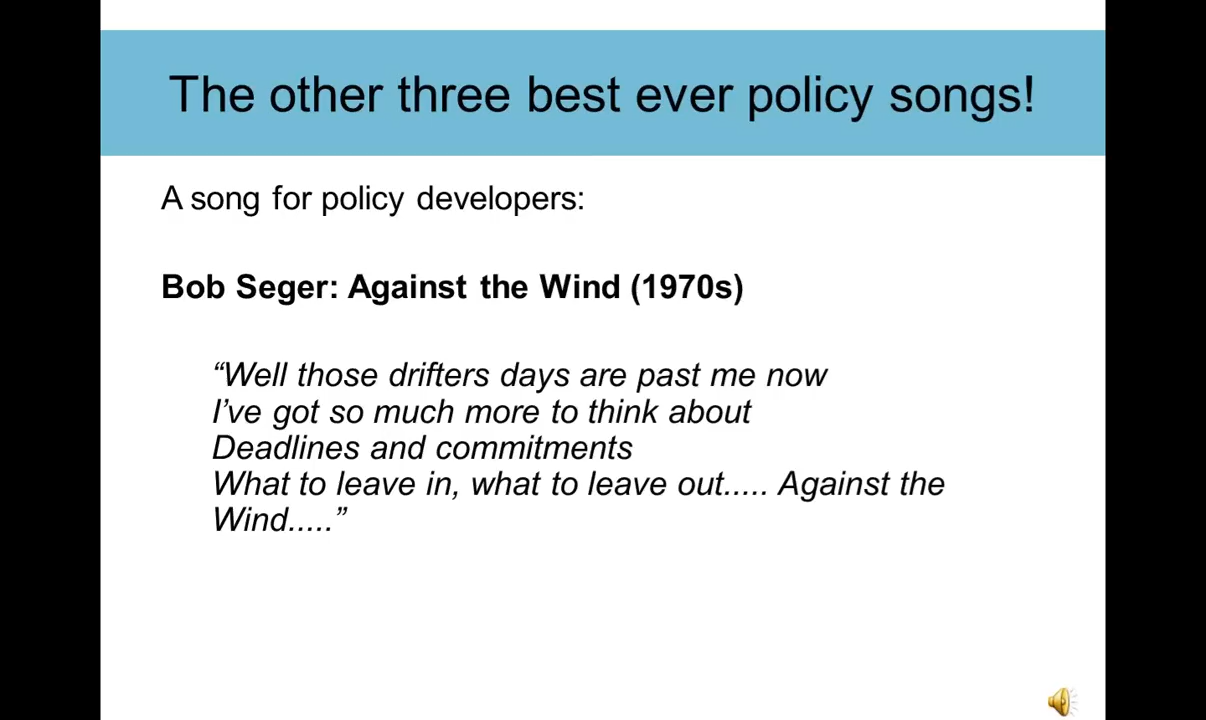 The other three best ever policy songs!
A song for policy developers:
Bob Seger: Against the Wind (1970s)
“Well those drifters days are past me now
I’ve got so much more to think about
Deadlines and commitments
What to leave in, what to leave out..... Against the
Wind.....”